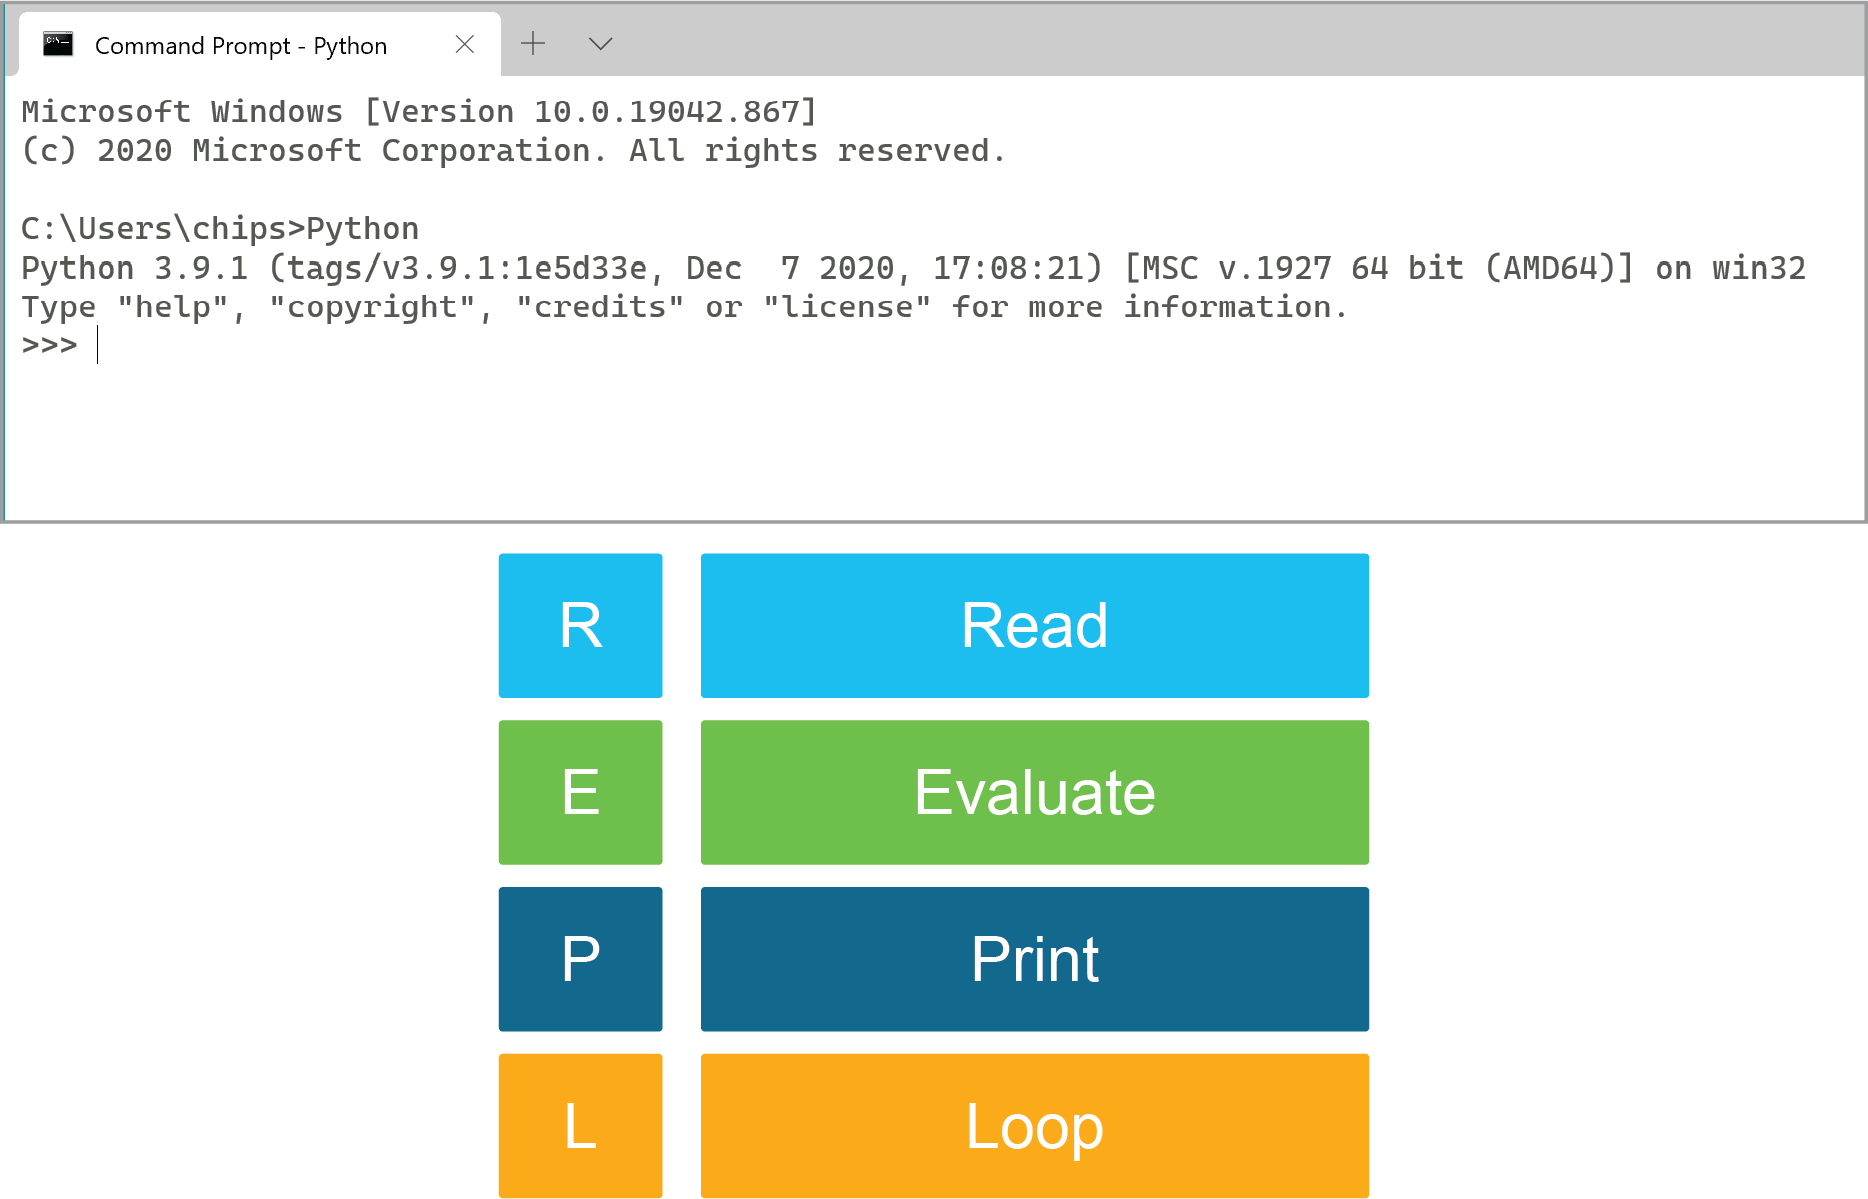 Command Prompt - Python
Microsoft Windows [Version 10.0.19042.867]
(c) 2020 Microsoft Corporation. All rights reserved.
C:\Users\chips>Python
Python 3.9.1 (tags/v3.9.1:1e5d33e, Dec  7 2020, 17:08:21) [MSC v.1927 64 bit (AMD64)] on win32
Type "help", "copyright", "credits" or "license" for more information.
>>>
R Read
E Evaluate
P Print
L Loop